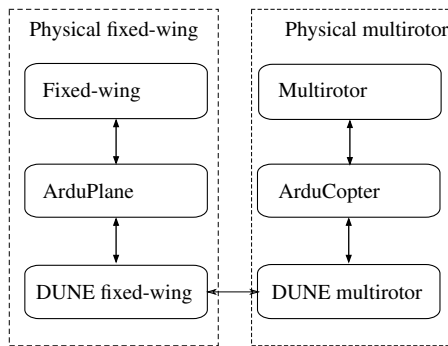 Physical fixed-wing
Physical multirotor
Fixed-wing
Multirotor
ArduPlane
ArduCopter
DUNE fixed-wing
DUNE multirotor